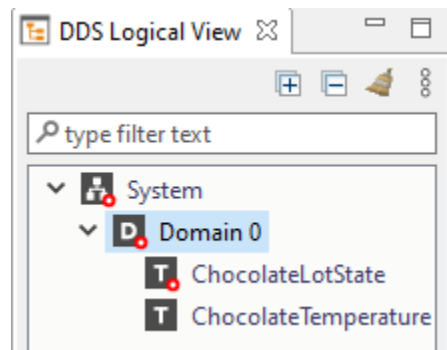 DDS Logical View
type filter text
System
D Domain 0
T ChocolateLotState
T ChocolateTemperature